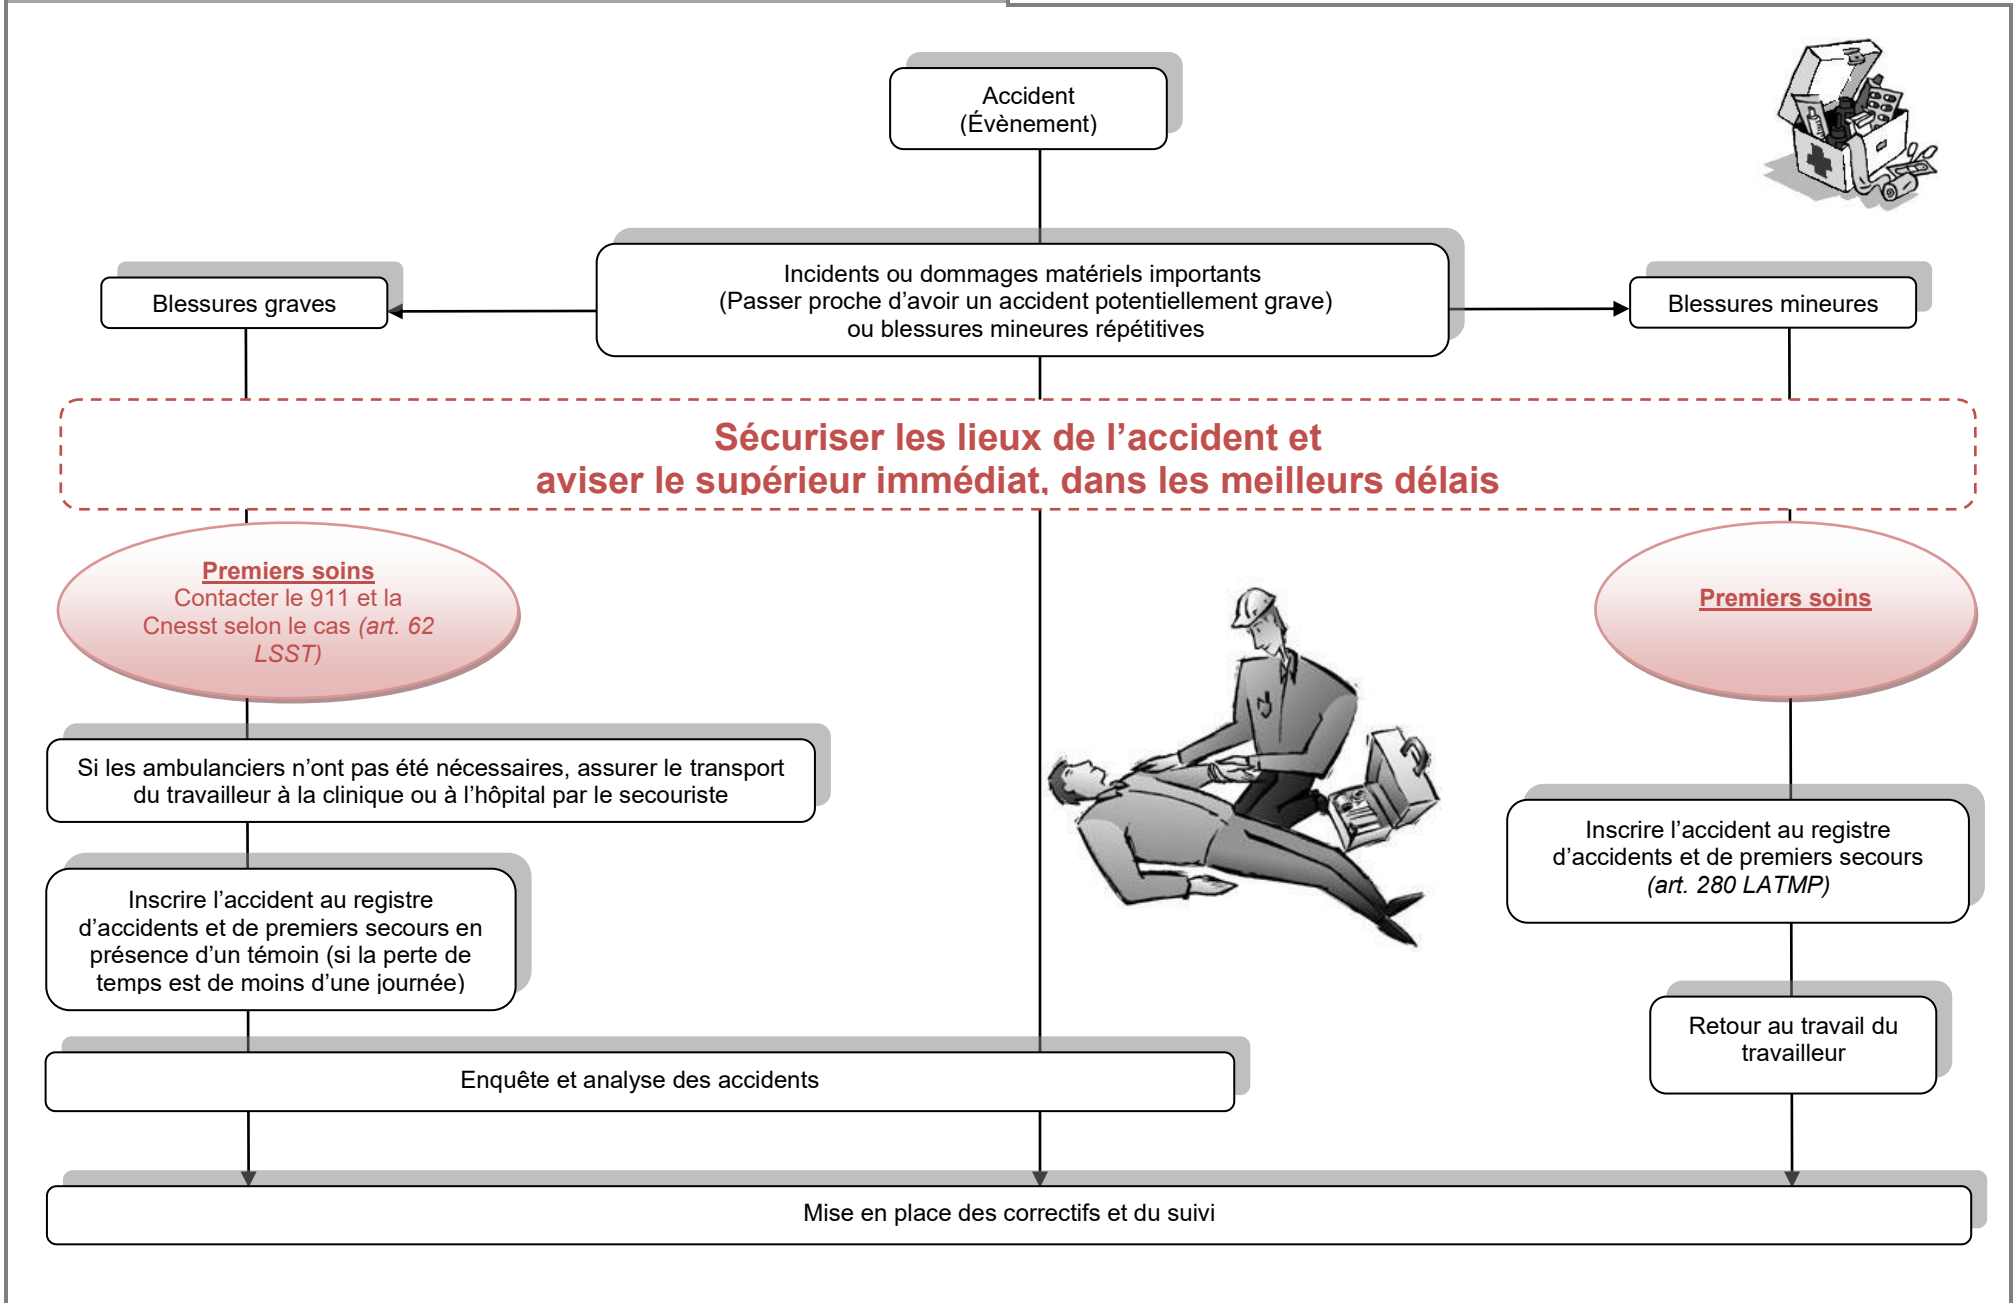 Accident
(Évènement)
Incidents ou dommages matériels importants
(Passer proche d’avoir un accident potentiellement grave)
ou blessures mineures répétitives
Blessures graves
Blessures mineures
Sécuriser les lieux de l’accident et
aviser le supérieur immédiat, dans les meilleurs délais
Premiers soins
Contacter le 911 et la
Cnesst selon le cas (art. 62
LSST)
Premiers soins
Si les ambulanciers n’ont pas été nécessaires, assurer le transport
du travailleur à la clinique ou à l’hôpital par le secouriste
Inscrire l’accident au registre
d’accidents et de premiers secours
(art. 280 LATMP)
Inscrire l’accident au registre
d’accidents et de premiers secours en
présence d’un témoin (si la perte de
temps est de moins d’une journée)
Retour au travail du
travailleur
Enquête et analyse des accidents
Mise en place des correctifs et du suivi